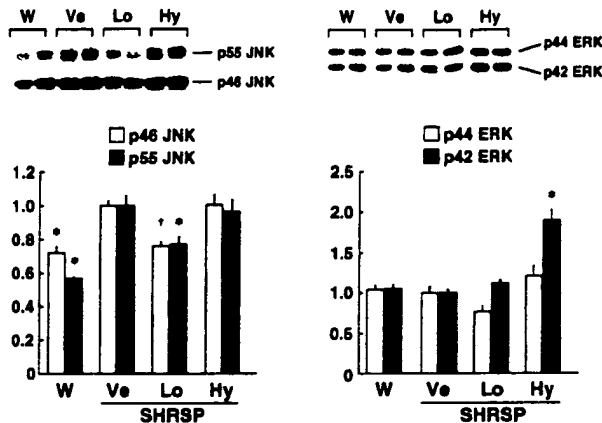 W Ve Lo Hy
p55 JNK
p46 JNK
p46 JNK
p55 JNK
1.2
1.0
0.8
0.6
0.4
0.2
0
* * † *
W Ve Lo Hy
SHRSP
W Ve Lo Hy
p44 ERK
p42 ERK
p44 ERK
p42 ERK
2.5
2.0
1.5
1.0
0.5
0
*
W Ve Lo Hy
SHRSP